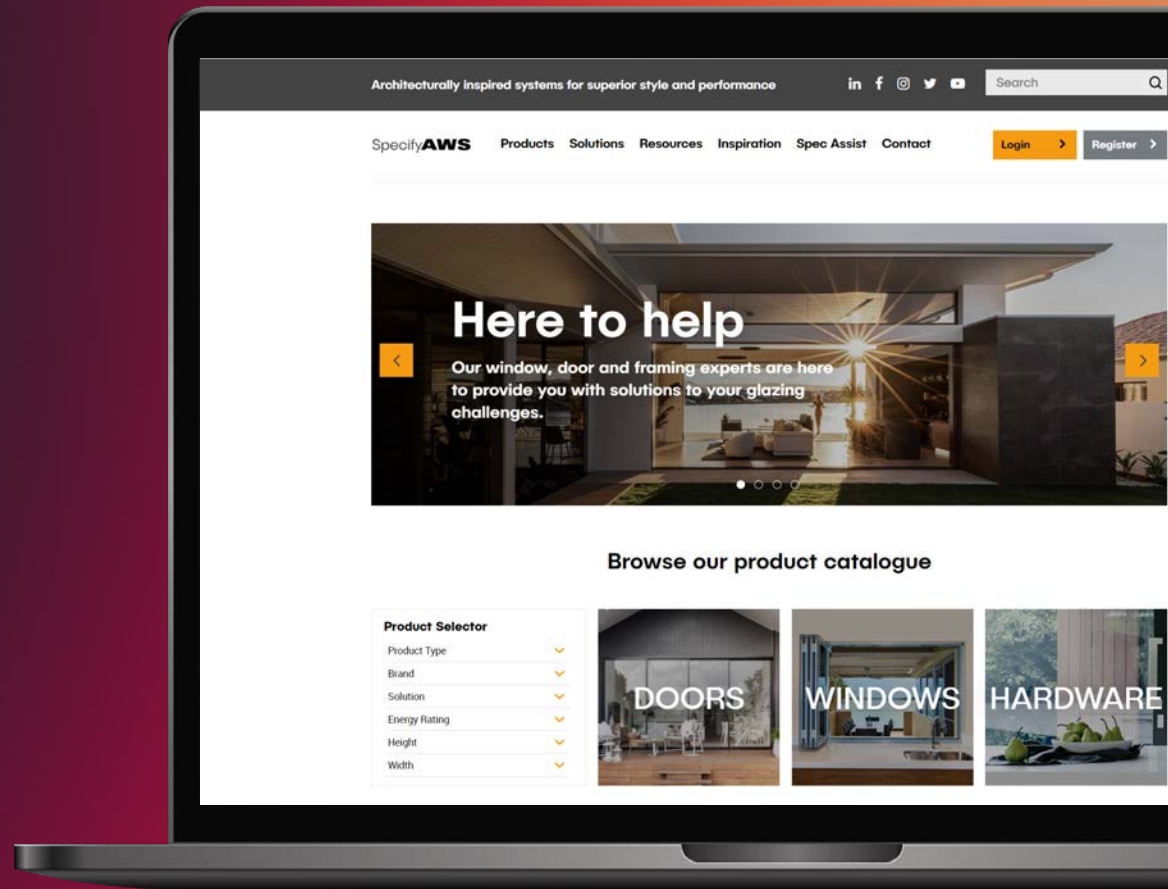 Architecturally inspired systems for superior style and performance
Search
SpecifyAWS Products Solutions Resources Inspiration Spec Assist Contact Login Register
Here to help
Our window, door and framing experts are here
to provide you with solutions to your glazing
challenges.
Browse our product catalogue
Product Selector
Product Type
Brand
Solution
Energy Rating
Height
Width
DOORS
WINDOWS
HARDWARE